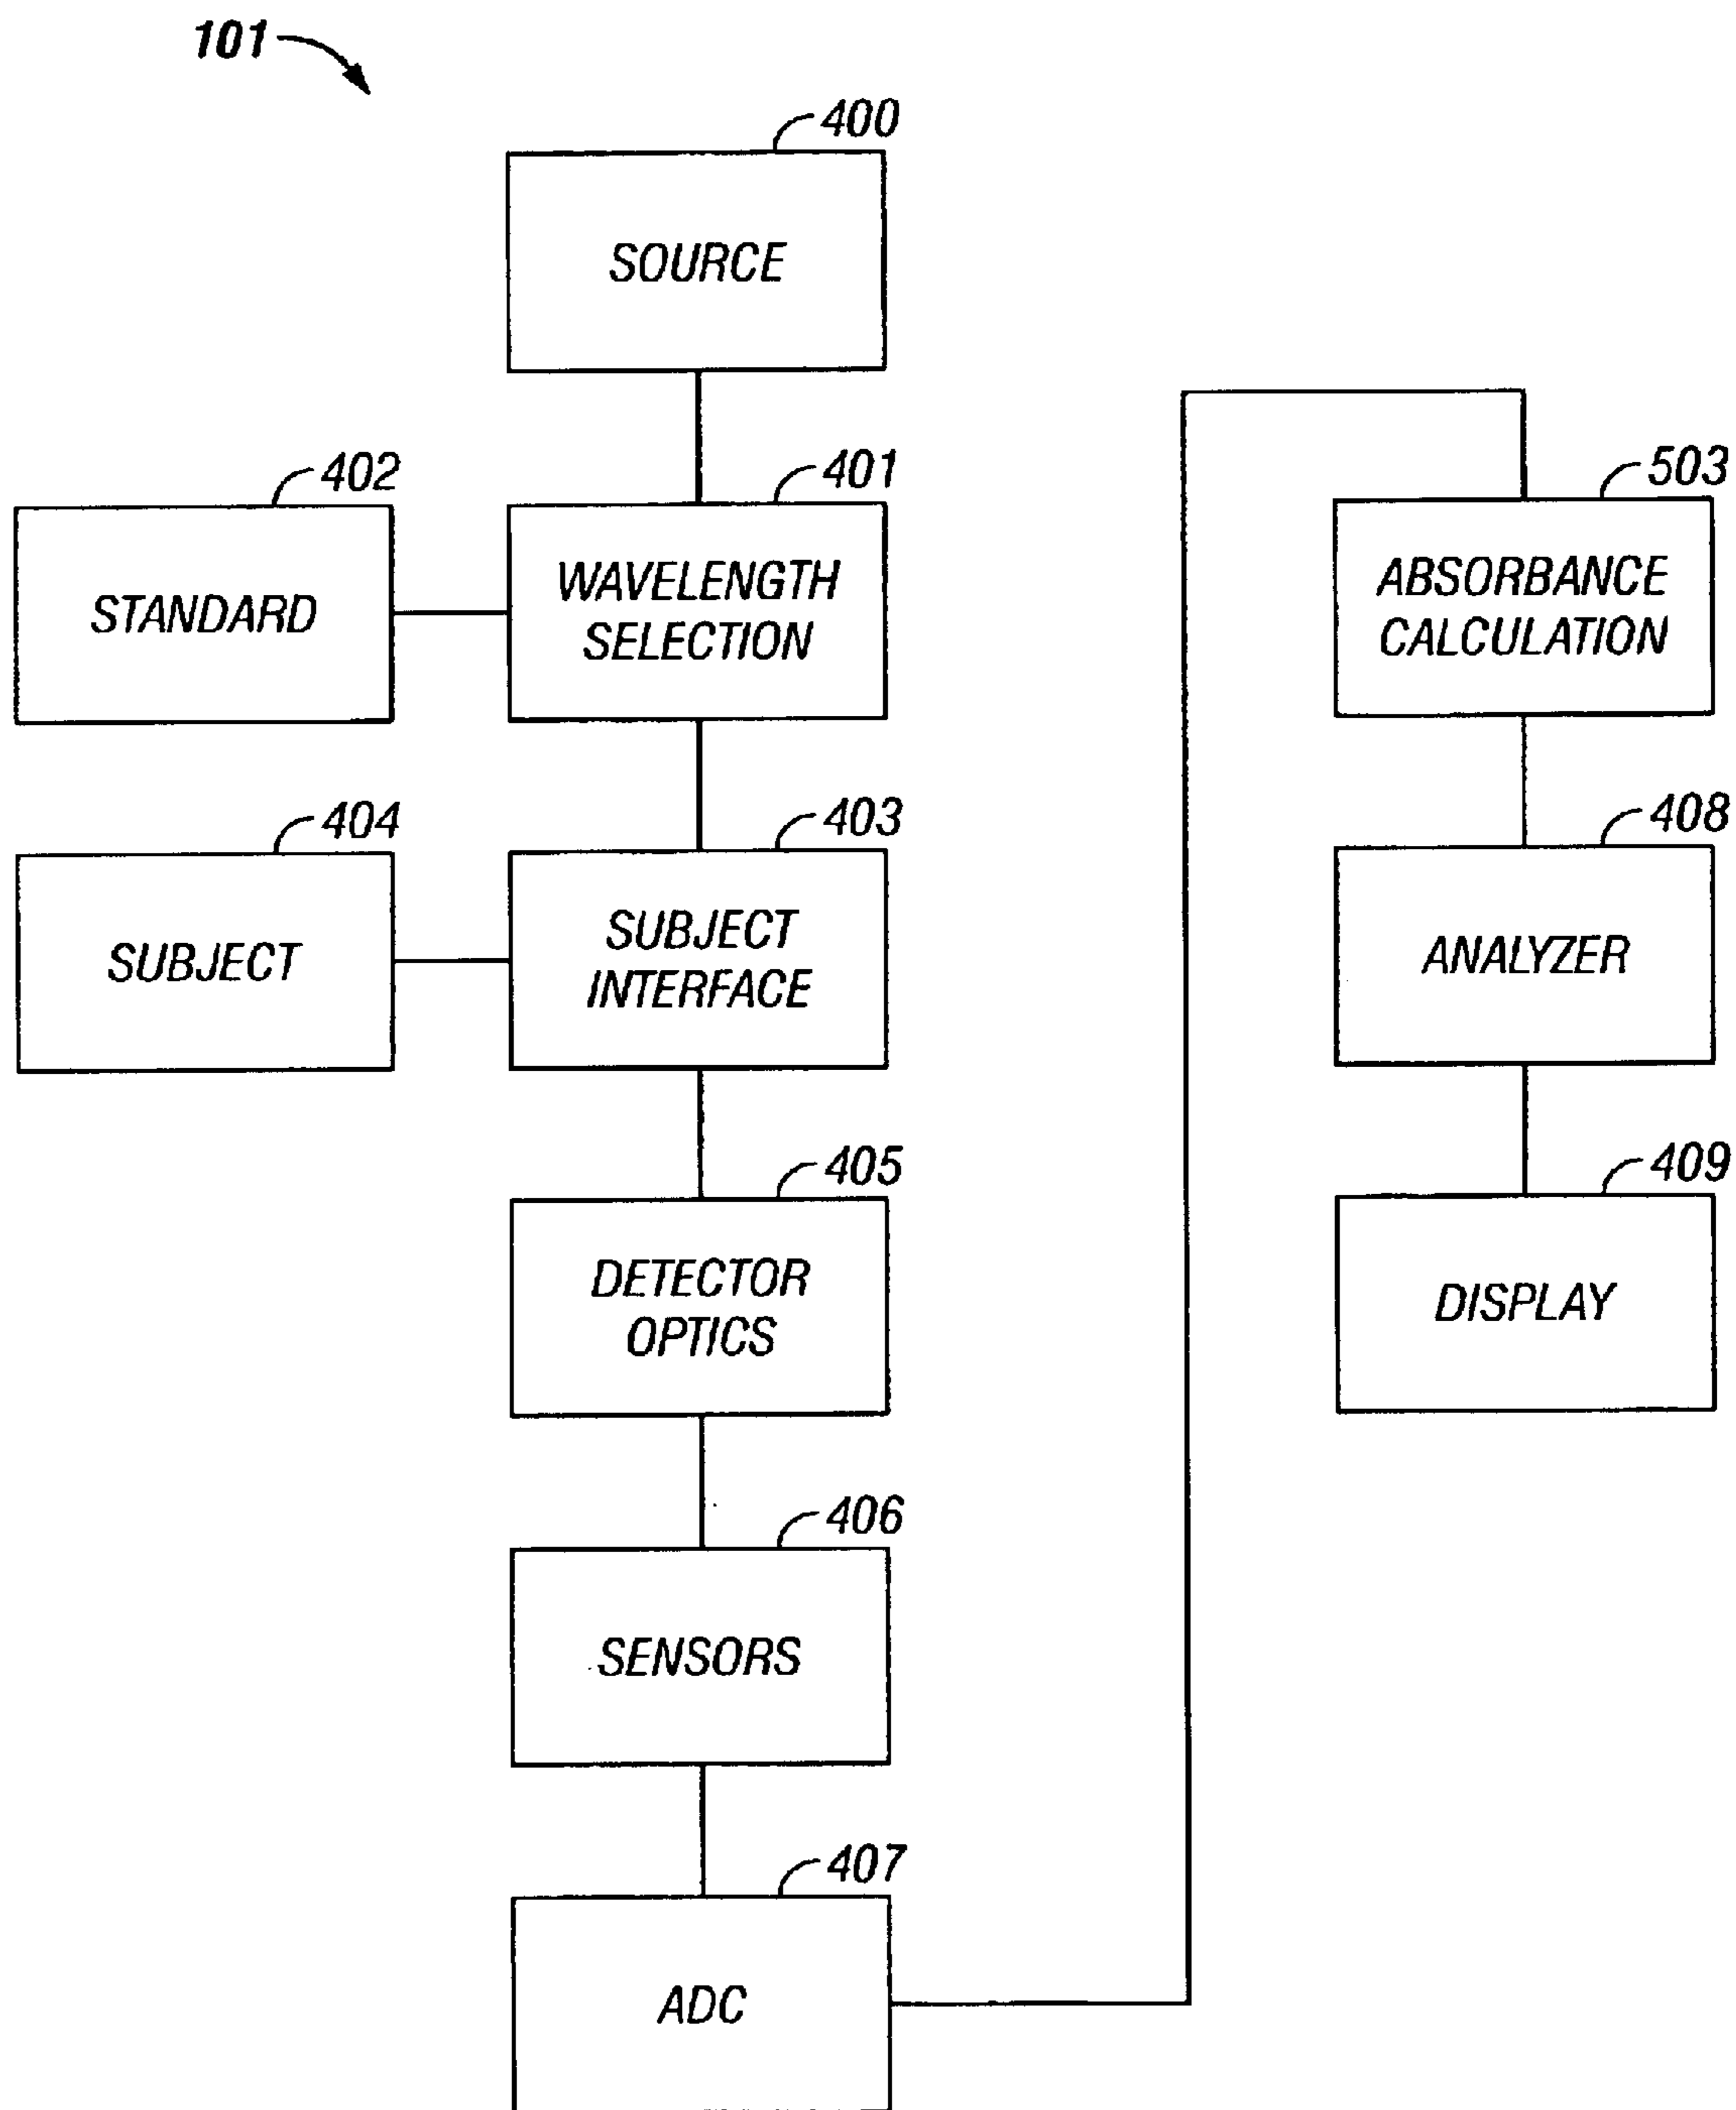 101
400
SOURCE
402
STANDARD
401
WAVELENGTH
SELECTION
404
SUBJECT
403
SUBJECT
INTERFACE
405
DETECTOR
OPTICS
406
SENSORS
407
ADC
503
ABSORBANCE
CALCULATION
408
ANALYZER
409
DISPLAY